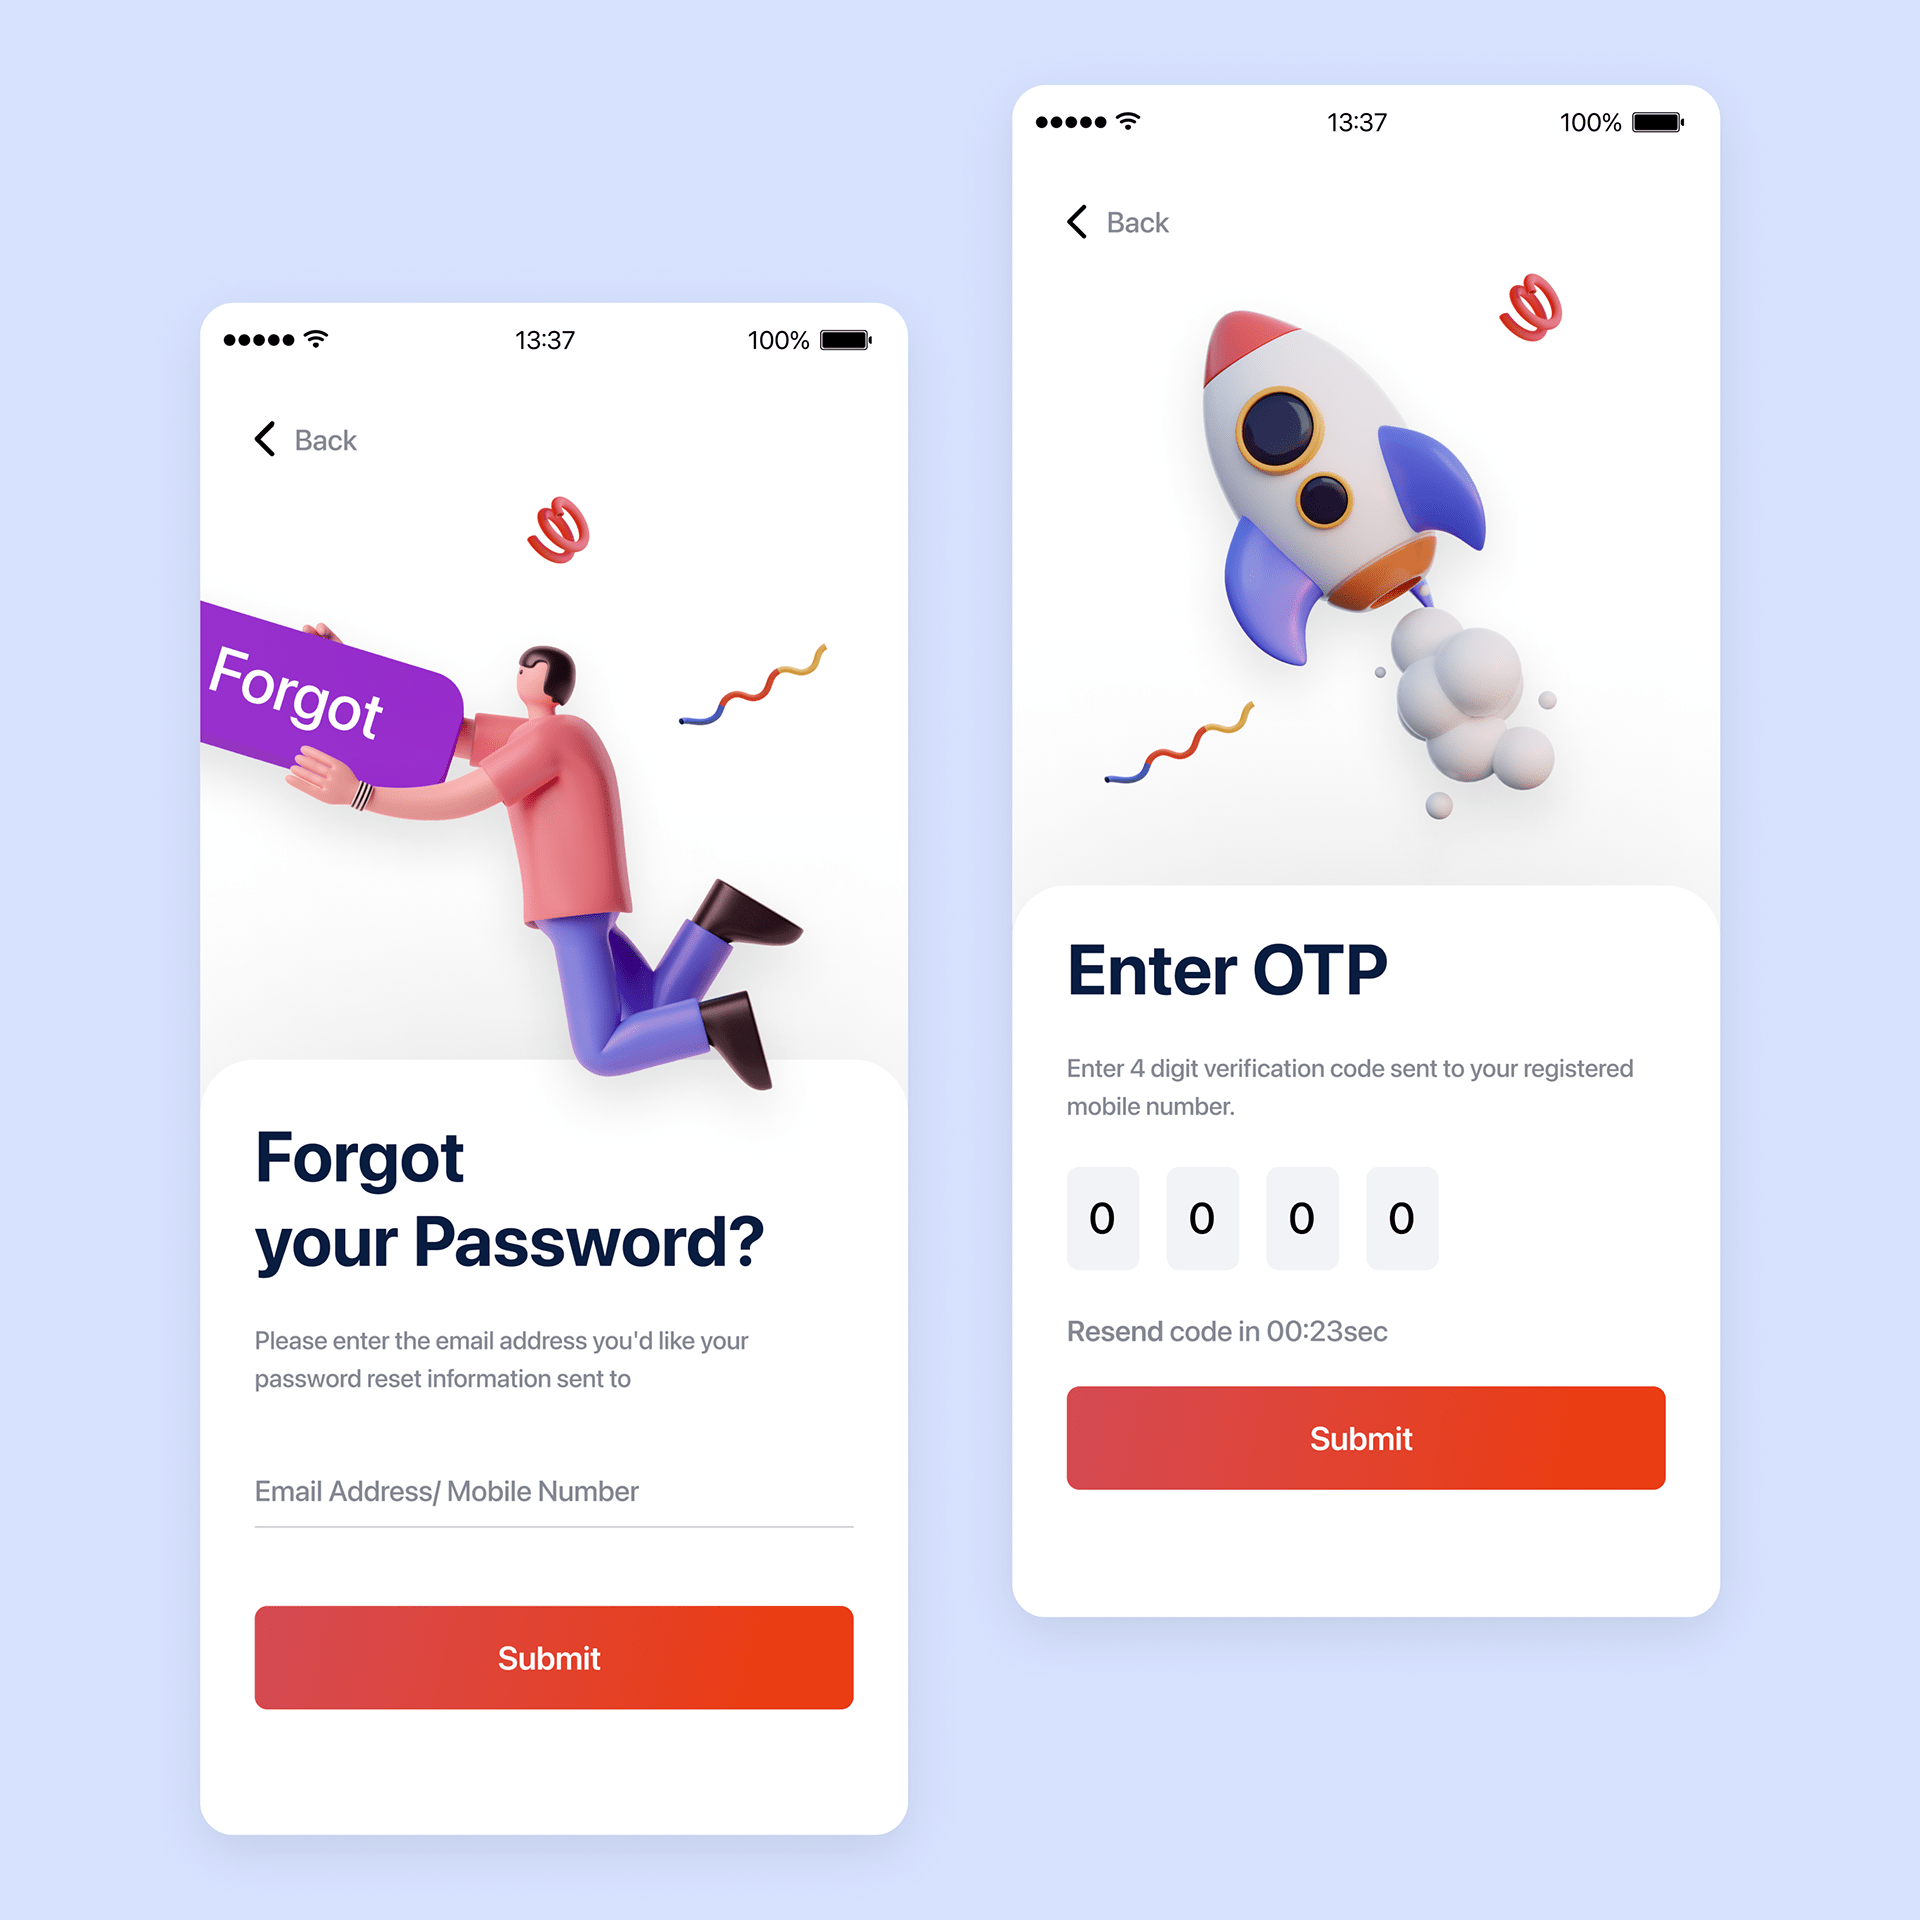 13:37
100%
Back
Forgot
Forgot
your Password?
Please enter the email address you'd like your
password reset information sent to
Email Address/ Mobile Number
Submit
13:37
100%
Back
Enter OTP
Enter 4 digit verification code sent to your registered
mobile number.
0 0 0 0
Resend code in 00:23sec
Submit